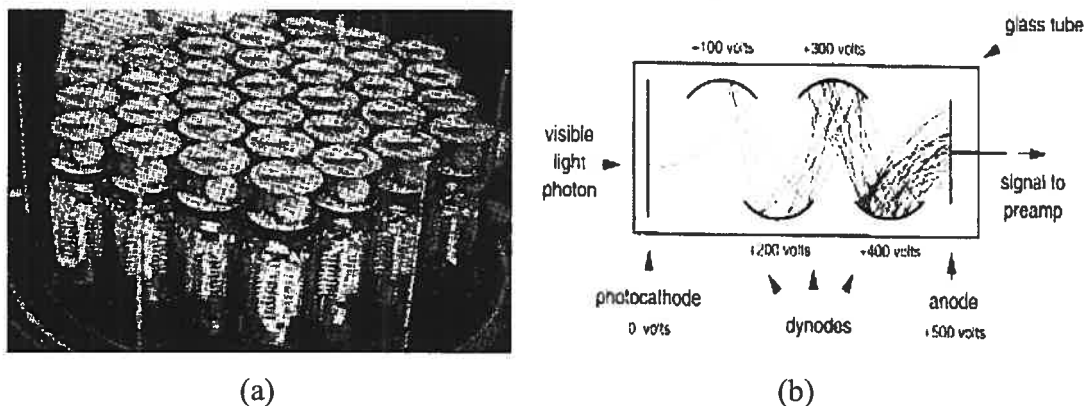 +100 volts
+300 volts
glass tube
visible
light
photon
signal to
preamp
+200 volts
+400 volts
photocathode
0 volts
dynodes
anode
+500 volts
(a)
(b)